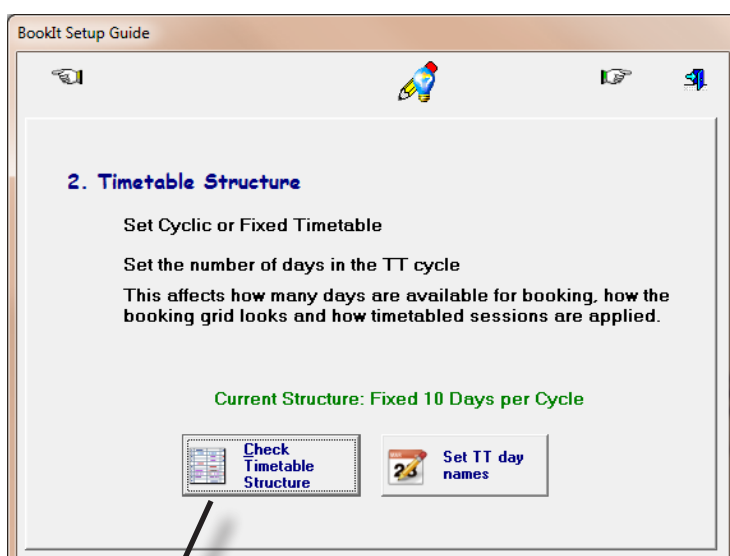 BookIt Setup Guide
2. Timetable Structure
Set Cyclic or Fixed Timetable
Set the number of days in the TT cycle
This affects how many days are available for booking, how the
booking grid looks and how timetabled sessions are applied.
Current Structure: Fixed 10 Days per Cycle
Check
Timetable
Structure
23
Set TT day
names